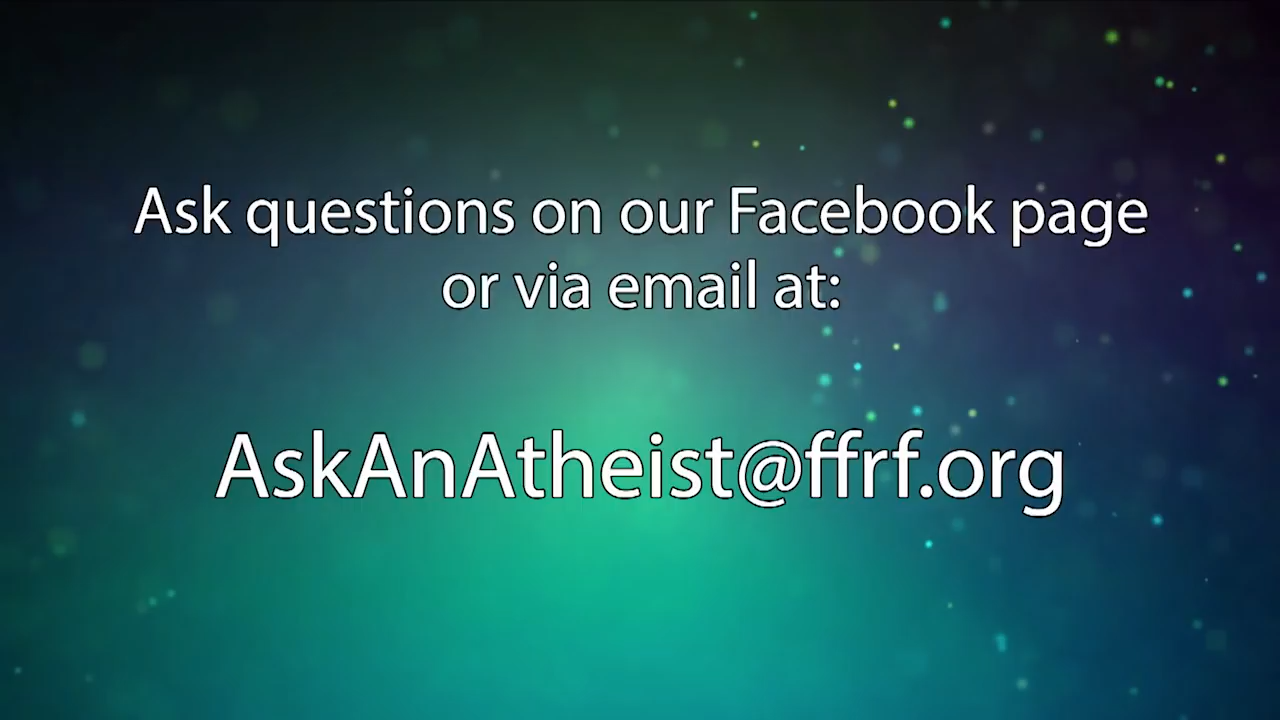 Ask questions on our Facebook page
or via email at:
AskAnAtheist@ffrf.org